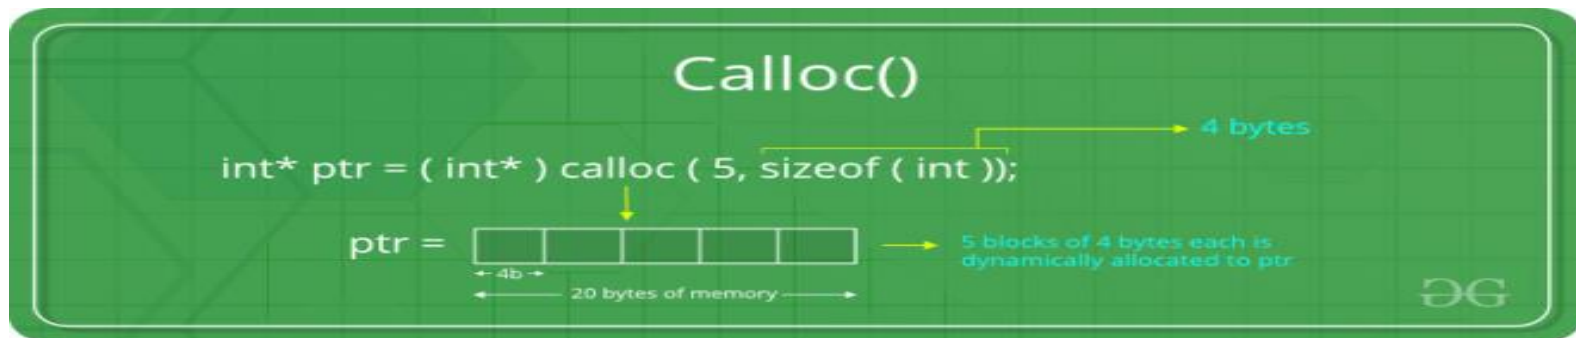 Calloc()
4 bytes
int* ptr = ( int* ) calloc ( 5, sizeof ( int ));
ptr =
5 blocks of 4 bytes each is
dynamically allocated to ptr
4b
20 bytes of memory
GG